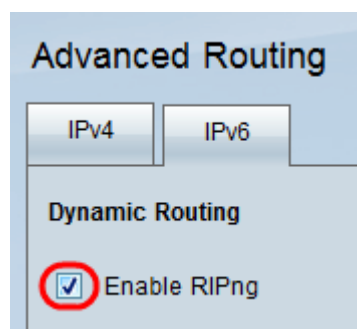 Advanced Routing
IPv4 IPv6
Dynamic Routing
Enable RIPng